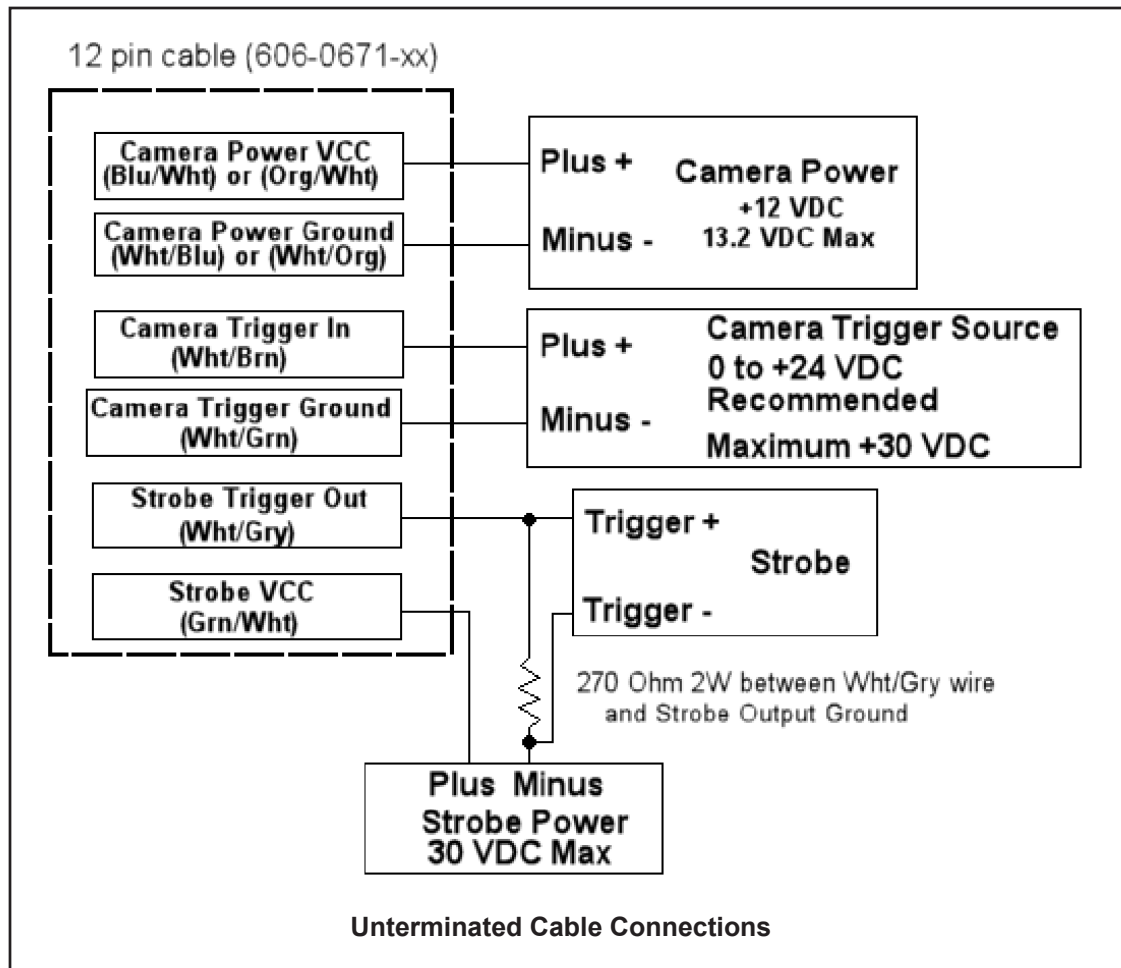 12 pin cable (606-0671-xx)
Camera Power VCC
(Blu/Wht) or (Org/Wht)
Camera Power Ground
(Wht/Blu) or (Wht/Org)
Camera Trigger In
(Wht/Brn)
Camera Trigger Ground
(Wht/Grn)
Strobe Trigger Out
(Wht/Gry)
Strobe VCC
(Grn/Wht)
Plus +
Camera Power
+12 VDC
Minus -
13.2 VDC Max
Plus +
Camera Trigger Source
0 to +24 VDC
Recommended
Minus -
Maximum +30 VDC
Trigger +
Strobe
Trigger -
270 Ohm 2W between Wht/Gry wire
and Strobe Output Ground
Plus Minus
Strobe Power
30 VDC Max
Unterminated Cable Connections